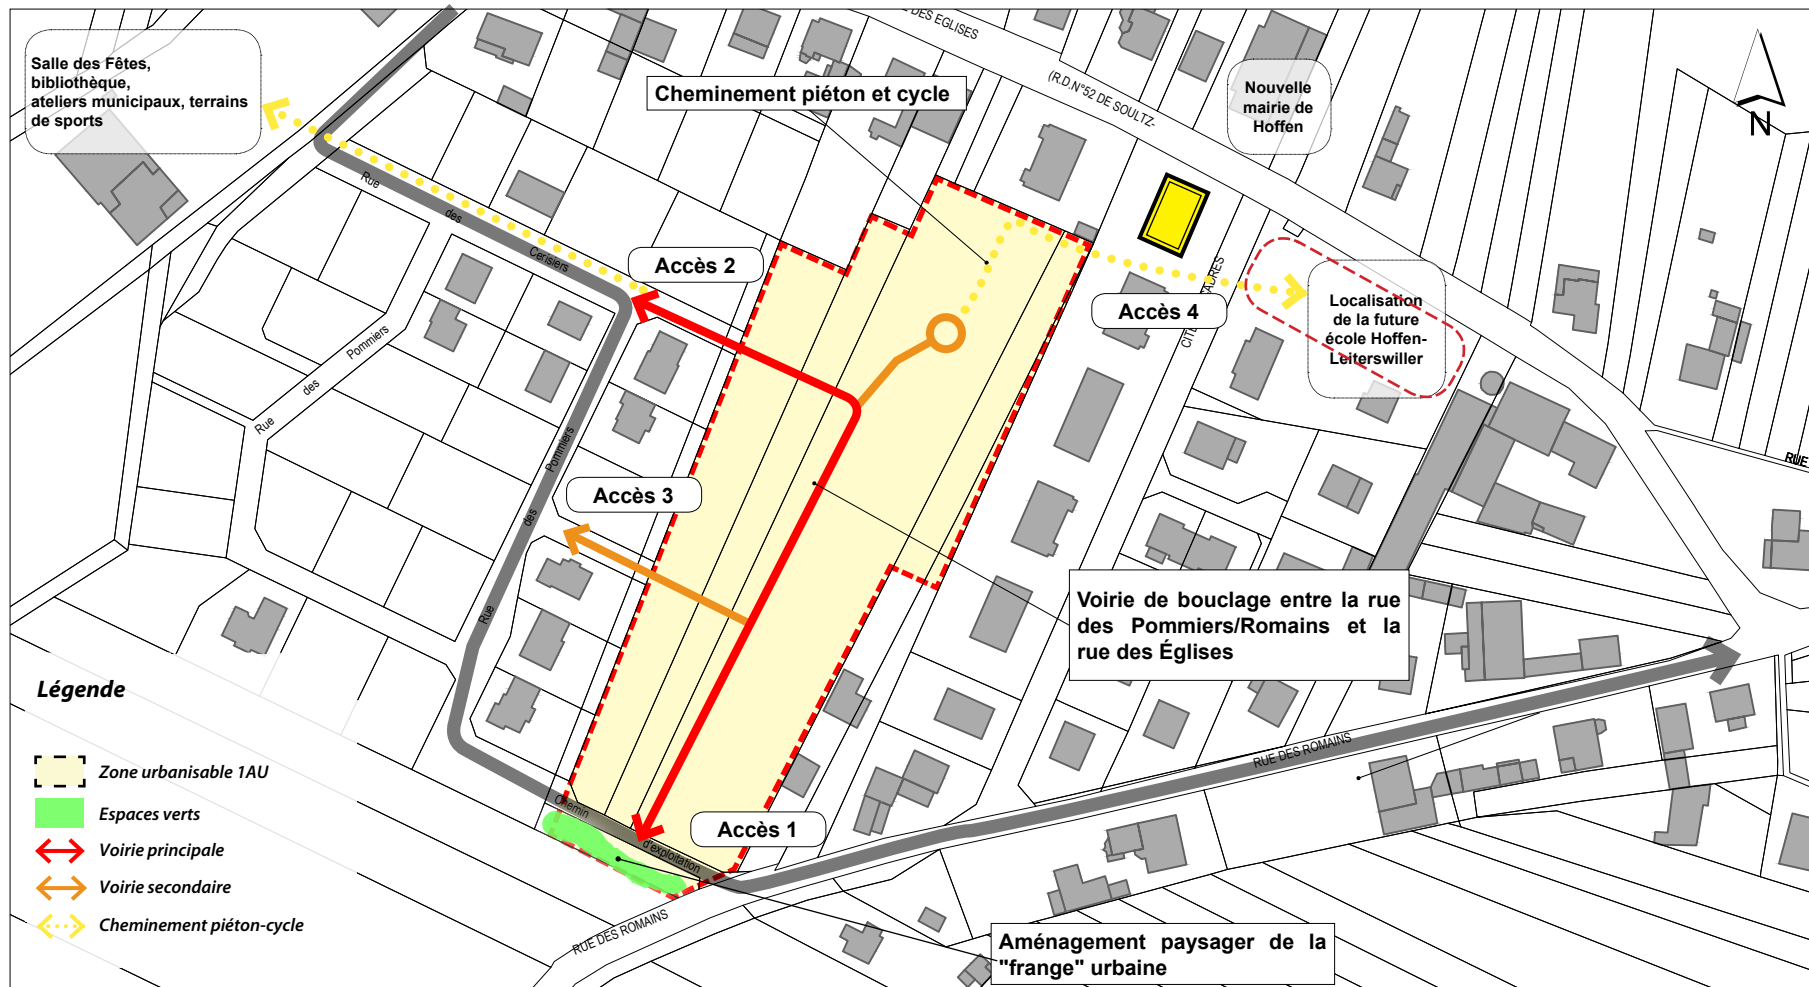 DES EGLISES
(R.D.N°52 DE SOULTZ-
Salle des Fêtes,
bibliothèque,
ateliers municipaux, terrains
de sports
Cheminement piéton et cycle
Nouvelle
mairie de
Hoffen
N
Rue
des
Cerisiers
Accès 2
Accès 4
Localisation
de la future
école Hoffen-
Leiterswiller
Rue
des
Pommiers
Accès 3
Rue
des
Pommiers
RUE
Voirie de bouclage entre la rue
des Pommiers/Romains et la
rue des Églises
Légende
Zone urbanisable 1AU
Espaces verts
Voirie principale
Voirie secondaire
Cheminement piéton-cycle
Chemin
d'exploitation
Accès 1
RUE DES ROMAINS
RUE DES ROMAINS
Aménagement paysager de la
"frange" urbaine